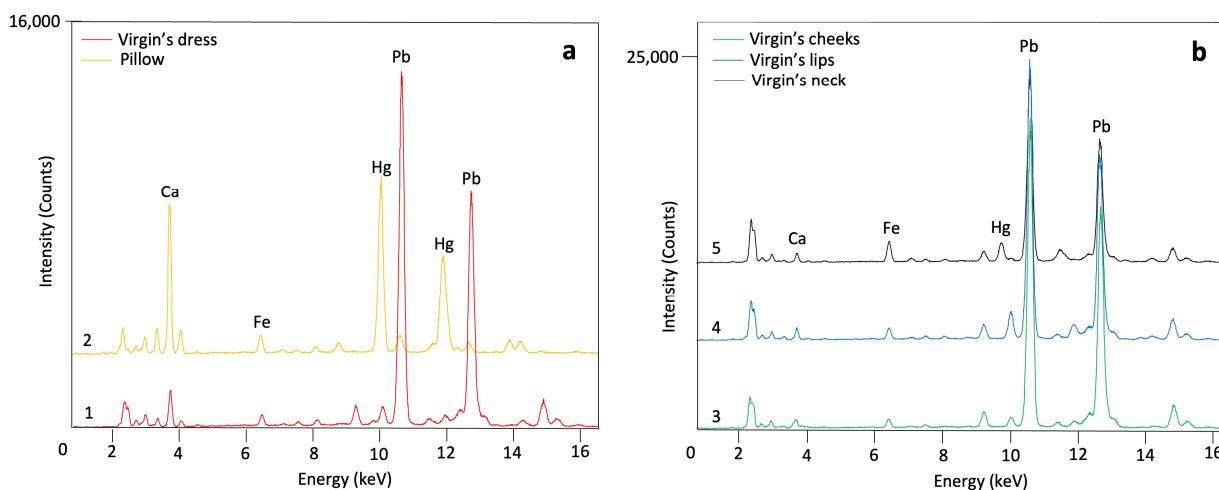 16,000
Virgin's dress
Pillow
a
Pb
Hg
Pb
Ca
Hg
Fe
2
1
Intensity (Counts)
0 2 4 6 8 10 12 14 16
Energy (keV)
25,000
Virgin's cheeks
Virgin's lips
Virgin's neck
b
Pb
Pb
5
Ca
Fe
Hg
4
3
Intensity (Counts)
0 2 4 6 8 10 12 14 16
Energy (keV)